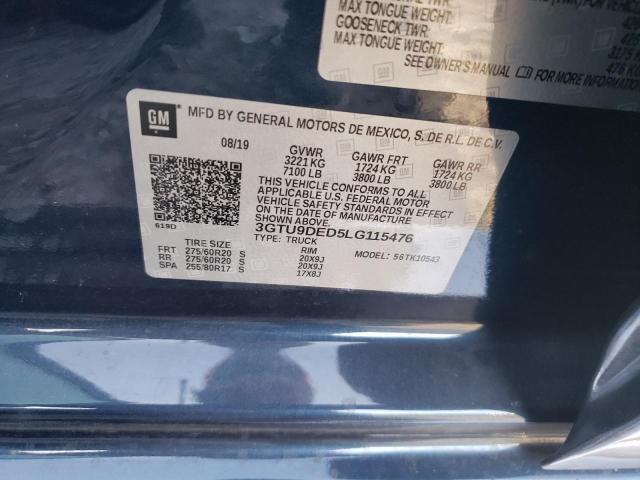 MAX TONGUE WEIGHT:
GOOSENECK TWR:
MAX TONGUE WEIGHT:
SEE OWNER'S MANUAL FOR
GM
MFD BY GENERAL MOTORS DE MEXICO, S. DE R.L. DE C.V.
08/19 GVWR GAWR FRT GAWR RR
3221 KG 1724 KG 1724 KG
7100 LB 3800 LB 3800 LB
THIS VEHICLE CONFORMS TO ALL
APPLICABLE U.S. FEDERAL MOTOR
VEHICLE SAFETY STANDARDS IN EFFECT
ON THE DATE OF MANUFACTURE SHOWN ABOVE.
619D
3GTU9DED5LG115476
TYPE: TRUCK MODEL: 56TK10543
TIRE SIZE RIM
FRT 275/60R20 S 20X9J
RR 275/60R20 S 20X9J
SPA 255/80R17 S 17X8J